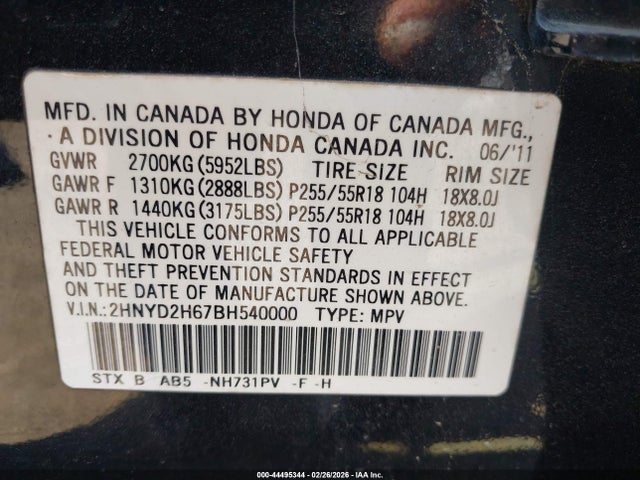 MFD. IN CANADA BY HONDA OF CANADA MFG.,
· A DIVISION OF HONDA CANADA INC. 06/'11
GVWR 2700KG (5952LBS) TIRE SIZE RIM SIZE
GAWR F 1310KG (2888LBS) P255/55R18 104H 18X8.0J
GAWR R 1440KG (3175LBS) P255/55R18 104H 18X8.0J
THIS VEHICLE CONFORMS TO ALL APPLICABLE
FEDERAL MOTOR VEHICLE SAFETY
AND THEFT PREVENTION STANDARDS IN EFFECT
ON THE DATE OF MANUFACTURE SHOWN ABOVE.
V.I.N.: 2HNYD2H67BH540000 TYPE: MPV
STX B AB5 -NH731PV -F -H
000-44495344 | 02/26/2026 - IAA Inc.